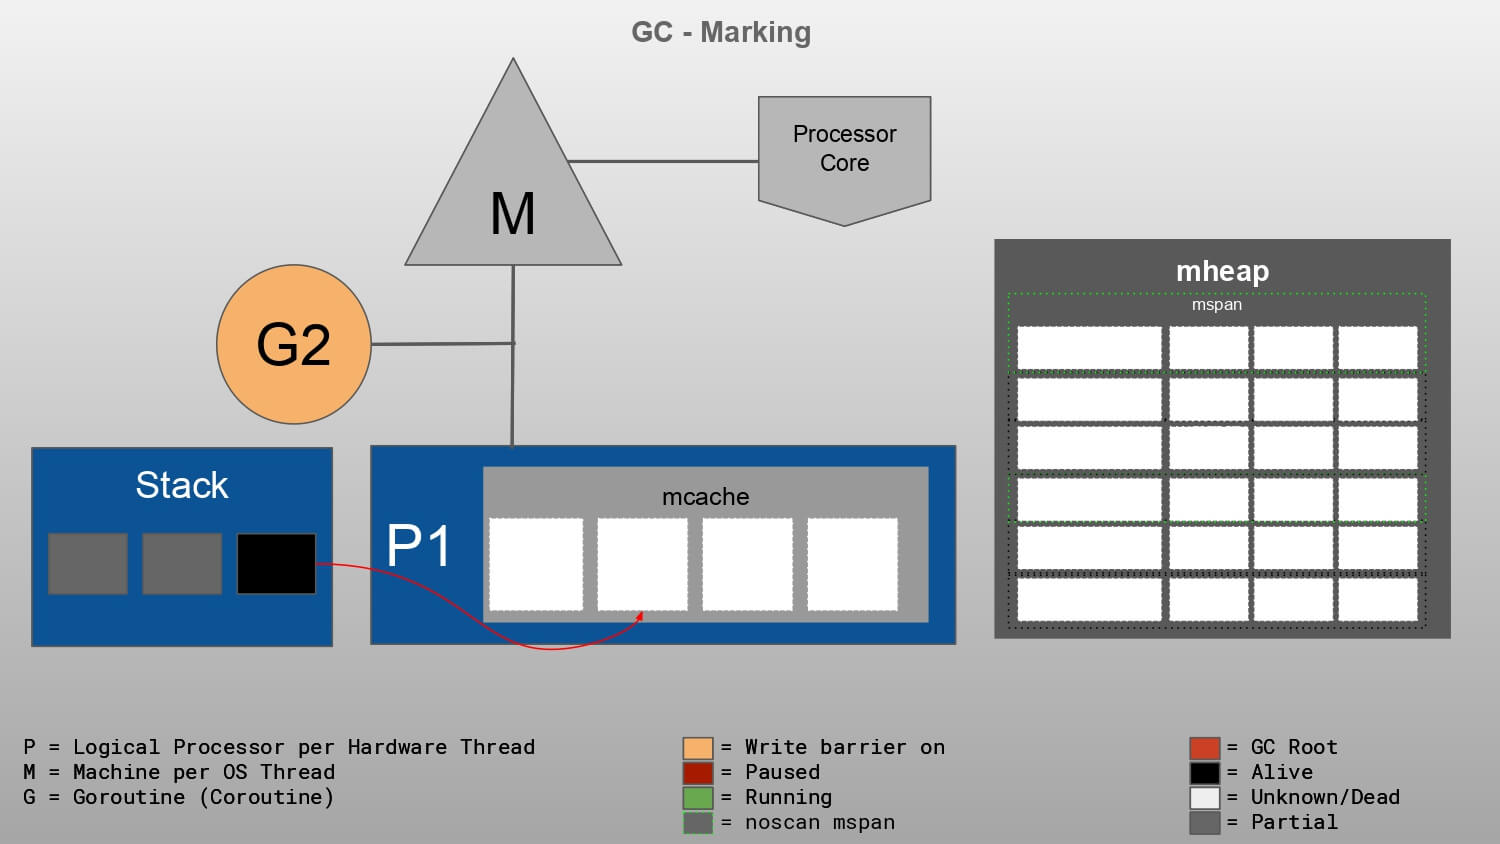 GC - Marking
Processor
Core
M
G2
mheap
mspan
Stack
P1
mcache
P = Logical Processor per Hardware Thread
M = Machine per OS Thread
G = Goroutine (Coroutine)
= Write barrier on
= Paused
= Running
= noscan mspan
= GC Root
= Alive
= Unknown/Dead
= Partial